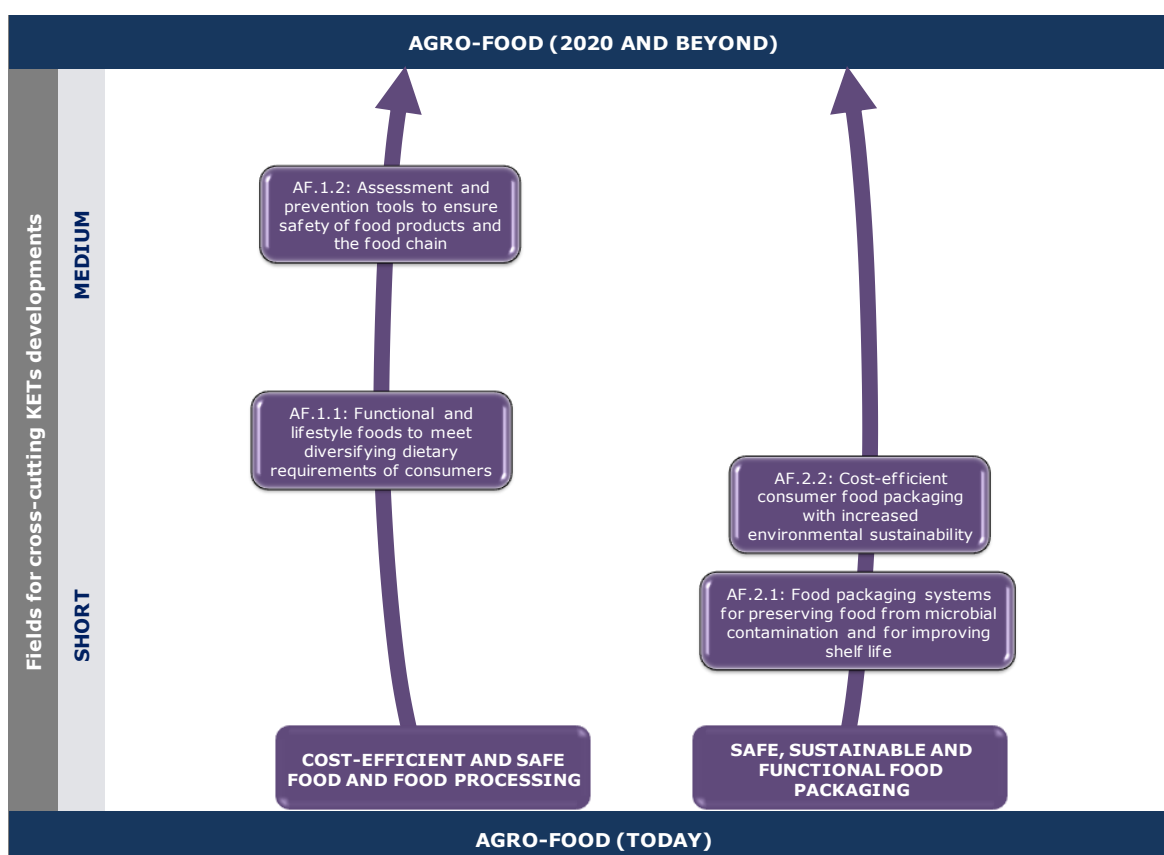 AGRO-FOOD (2020 AND BEYOND)
Fields for cross-cutting KETs developments
MEDIUM
SHORT
AF.1.2: Assessment and
prevention tools to ensure
safety of food products and
the food chain
AF.1.1: Functional and
lifestyle foods to meet
diversifying dietary
requirements of consumers
AF.2.2: Cost-efficient
consumer food packaging
with increased
environmental sustainability
AF.2.1: Food packaging systems
for preserving food from microbial
contamination and for improving
shelf life
COST-EFFICIENT AND SAFE
FOOD AND FOOD PROCESSING
SAFE, SUSTAINABLE AND
FUNCTIONAL FOOD
PACKAGING
AGRO-FOOD (TODAY)